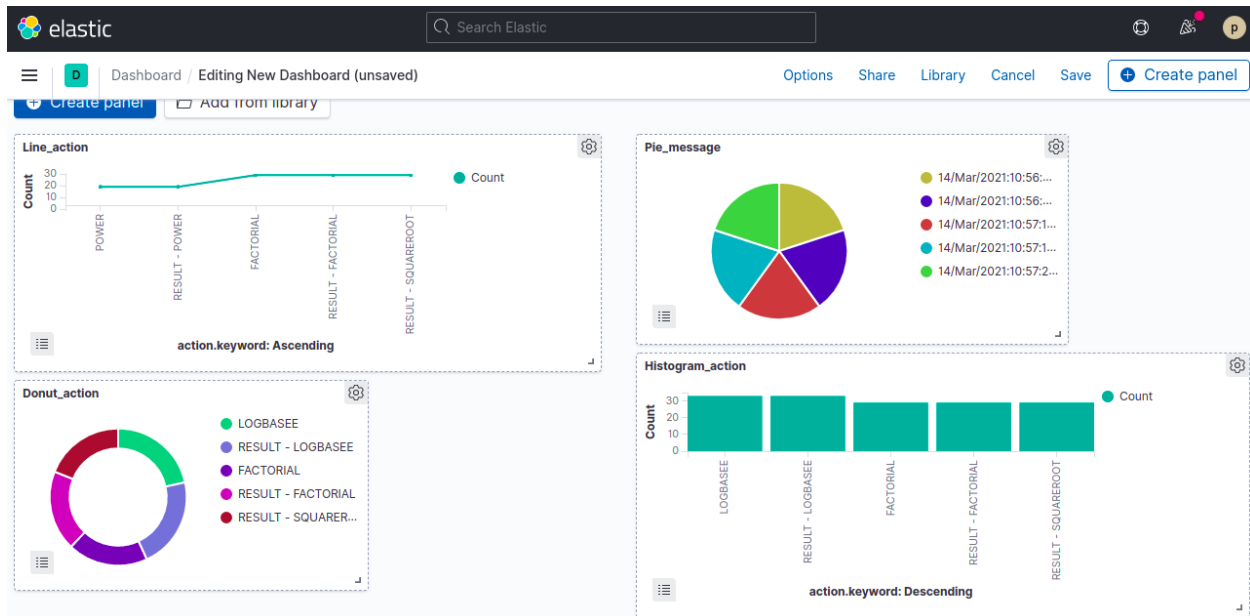 elastic
Search Elastic
p
D
Dashboard / Editing New Dashboard (unsaved)
Options Share Library Cancel Save Create panel
Create panel Add from library
Line_action
Count
30
20
10
0
POWER
RESULT - POWER
FACTORIAL
RESULT - FACTORIAL
RESULT - SQUAREROOT
action.keyword: Ascending
Count
Pie_message
14/Mar/2021:10:56:...
14/Mar/2021:10:56:...
14/Mar/2021:10:57:1...
14/Mar/2021:10:57:1...
14/Mar/2021:10:57:2...
Donut_action
LOGBASEE
RESULT - LOGBASEE
FACTORIAL
RESULT - FACTORIAL
RESULT - SQUARER...
Histogram_action
Count
30
20
10
0
LOGBASEE
RESULT - LOGBASEE
FACTORIAL
RESULT - FACTORIAL
RESULT - SQUAREROOT
action.keyword: Descending
Count